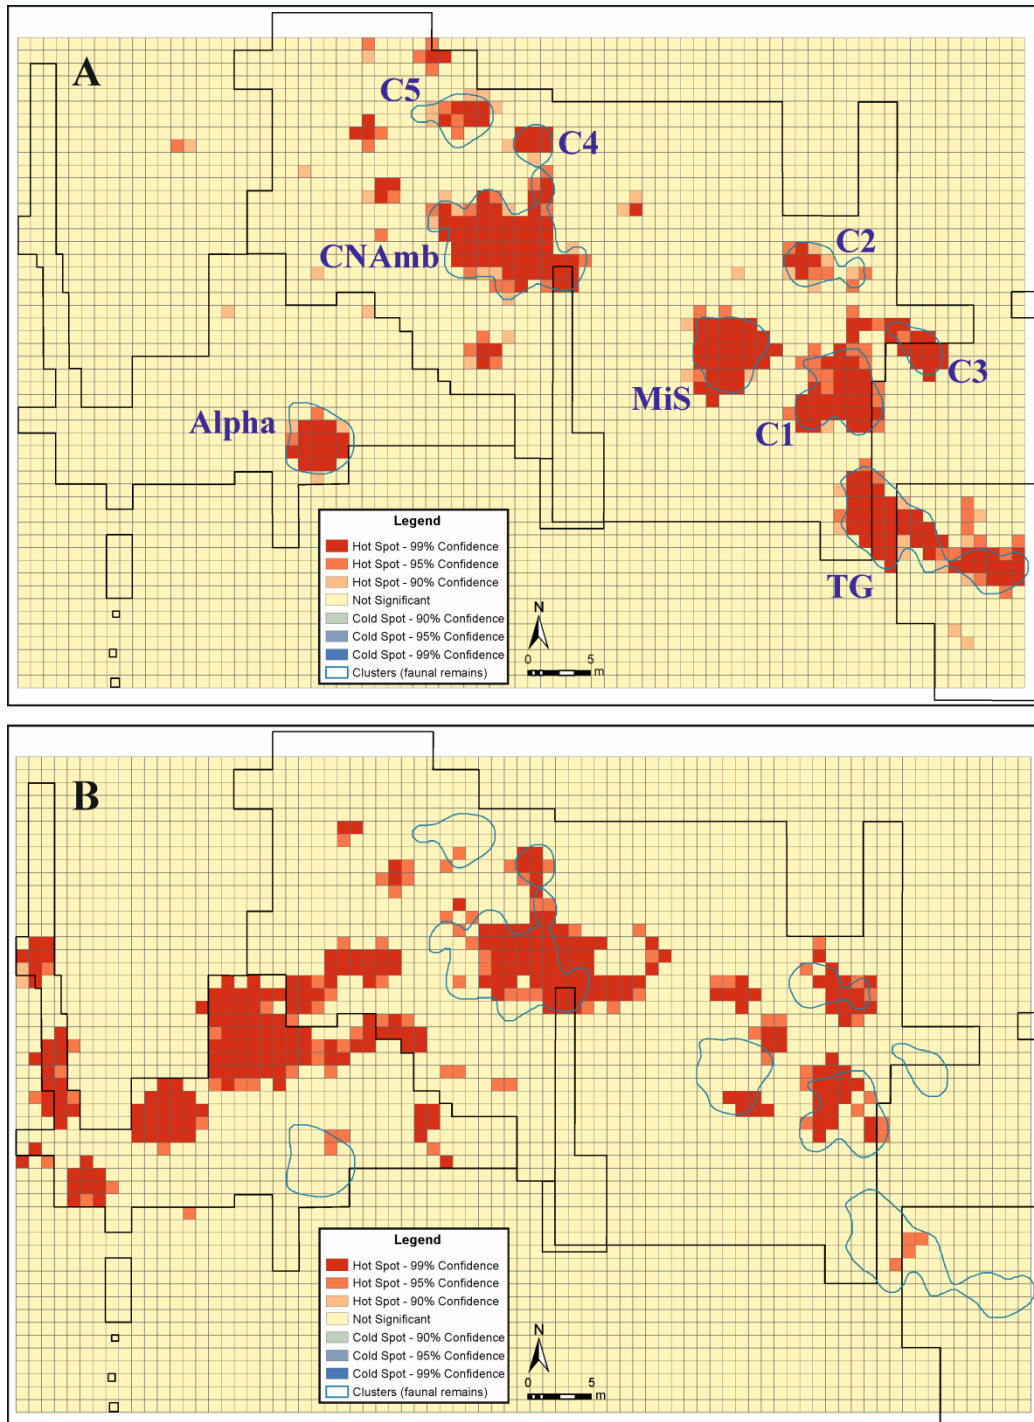 A
C5
C4
CNAmb
C2
C3
MiS
C1
Alpha
TG
Legend
Hot Spot - 99% Confidence
Hot Spot - 95% Confidence
Hot Spot - 90% Confidence
Not Significant
Cold Spot - 90% Confidence
Cold Spot - 95% Confidence
Cold Spot - 99% Confidence
Clusters (faunal remains)
N
0 5
m
B
Legend
Hot Spot - 99% Confidence
Hot Spot - 95% Confidence
Hot Spot - 90% Confidence
Not Significant
Cold Spot - 90% Confidence
Cold Spot - 95% Confidence
Cold Spot - 99% Confidence
Clusters (faunal remains)
N
0 5
m